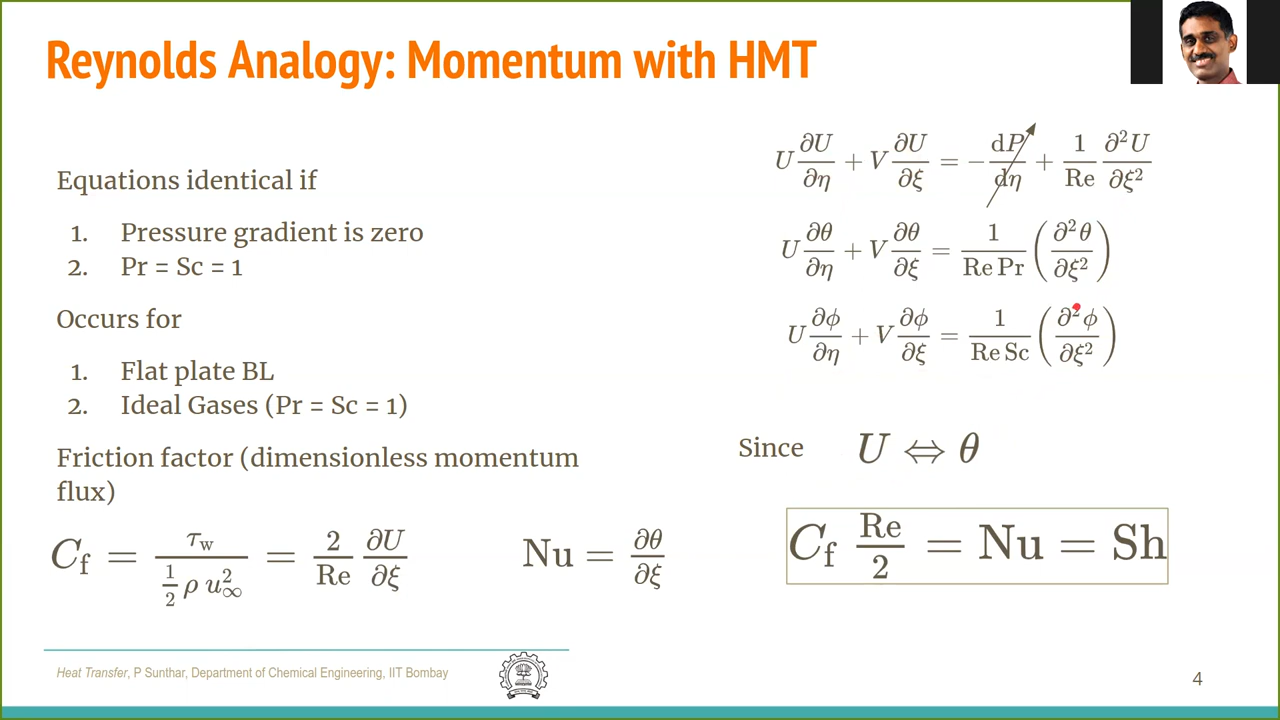 Reynolds Analogy: Momentum with HMT
Equations identical if
1. Pressure gradient is zero
2. Pr = Sc = 1
Occurs for
1. Flat plate BL
2. Ideal Gases (Pr = Sc = 1)
Friction factor (dimensionless momentum
flux)
C_f = τ_w / (½ ρ u_∞²) = (2/Re) ∂U/∂ξ
Nu = ∂θ/∂ξ
U ∂U/∂η + V ∂U/∂ξ = − dP/dη + (1/Re) ∂²U/∂ξ²
U ∂θ/∂η + V ∂θ/∂ξ = (1/(Re Pr)) (∂²θ/∂ξ²)
U ∂ϕ/∂η + V ∂ϕ/∂ξ = (1/(Re Sc)) (∂²ϕ/∂ξ²)
Since U ⇔ θ
C_f Re/2 = Nu = Sh
Heat Transfer, P Sunthar, Department of Chemical Engineering, IIT Bombay
4